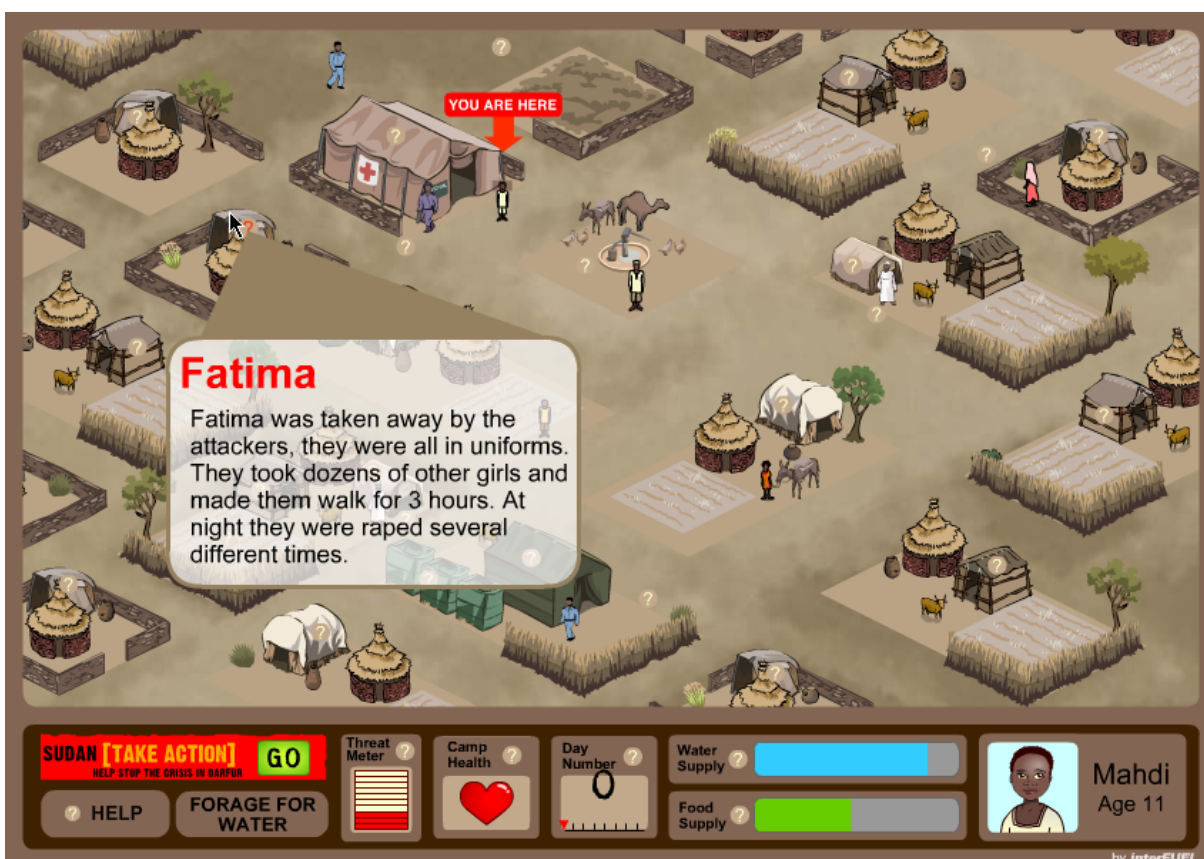 YOU ARE HERE
Fatima
Fatima was taken away by the
attackers, they were all in uniforms.
They took dozens of other girls and
made them walk for 3 hours. At
night they were raped several
different times.
SUDAN [TAKE ACTION]
HELP STOP THE CRISIS IN DARFUR
GO
? HELP
FORAGE FOR
WATER
Threat
Meter ?
Camp
Health ?
Day
Number ?
0
Water
Supply ?
Food
Supply ?
Mahdi
Age 11
by interFUEL